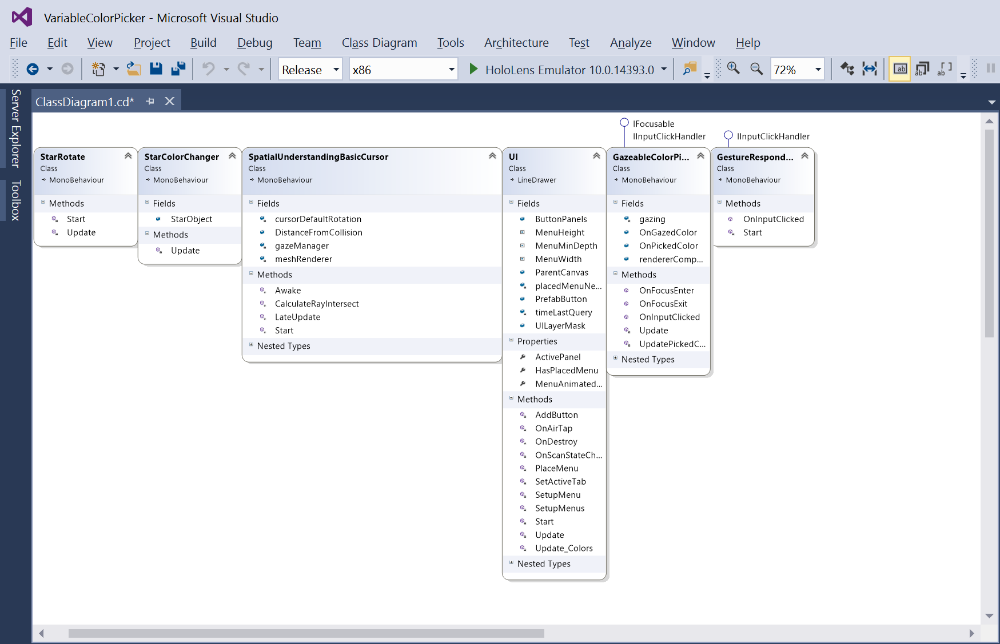 VariableColorPicker - Microsoft Visual Studio
File Edit View Project Build Debug Team Class Diagram Tools Architecture Test Analyze Window Help
Release x86 HoloLens Emulator 10.0.14393.0 72% ab ab ab
Server Explorer
Toolbox
ClassDiagram1.cd*
StarRotate
Class
MonoBehaviour
Methods
Start
Update
StarColorChanger
Class
MonoBehaviour
Fields
StarObject
Methods
Update
SpatialUnderstandingBasicCursor
Class
MonoBehaviour
Fields
cursorDefaultRotation
DistanceFromCollision
gazeManager
meshRenderer
Methods
Awake
CalculateRayIntersect
LateUpdate
Start
Nested Types
UI
Class
LineDrawer
Fields
ButtonPanels
MenuHeight
MenuMinDepth
MenuWidth
ParentCanvas
placedMenuNe...
PrefabButton
timeLastQuery
UILayerMask
Properties
ActivePanel
HasPlacedMenu
MenuAnimated...
Methods
AddButton
OnAirTap
OnDestroy
OnScanStateCh...
PlaceMenu
SetActiveTab
SetupMenu
SetupMenus
Start
Update
Update_Colors
Nested Types
IFocusable
IInputClickHandler
GazeableColorPi...
Class
MonoBehaviour
Fields
gazing
OnGazedColor
OnPickedColor
rendererComp...
Methods
OnFocusEnter
OnFocusExit
OnInputClicked
Update
UpdatePickedC...
Nested Types
IInputClickHandler
GestureRespond...
Class
MonoBehaviour
Methods
OnInputClicked
Start